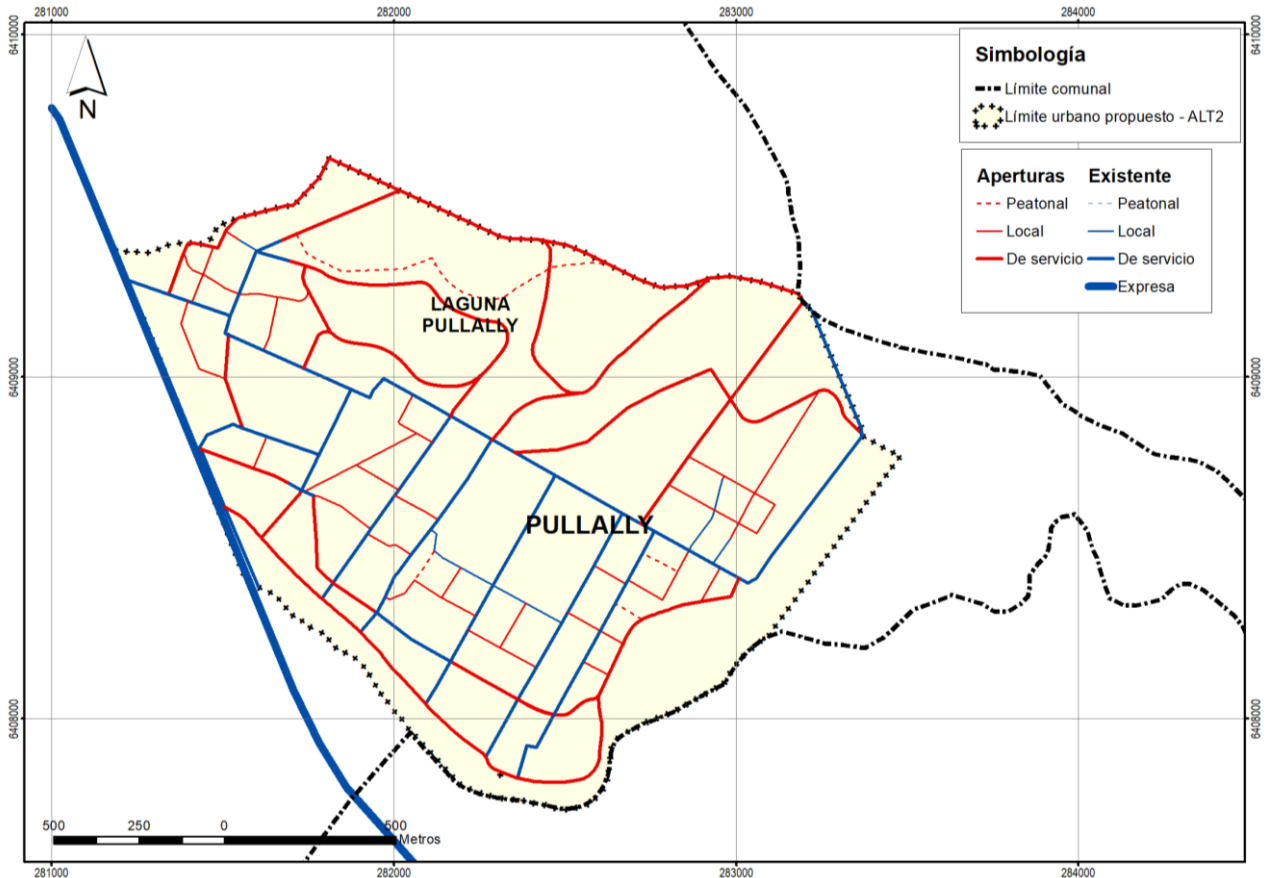 281000 282000 283000 284000
6410000 6410000
N
Simbología
Límite comunal
Límite urbano propuesto - ALT2
Aperturas Existente
Peatonal Peatonal
Local Local
De servicio De servicio
Expresa
LAGUNA
PULLALLY
6409000 6409000
PULLALLY
6408000 6408000
500 250 0 500
Metros
281000 282000 283000 284000